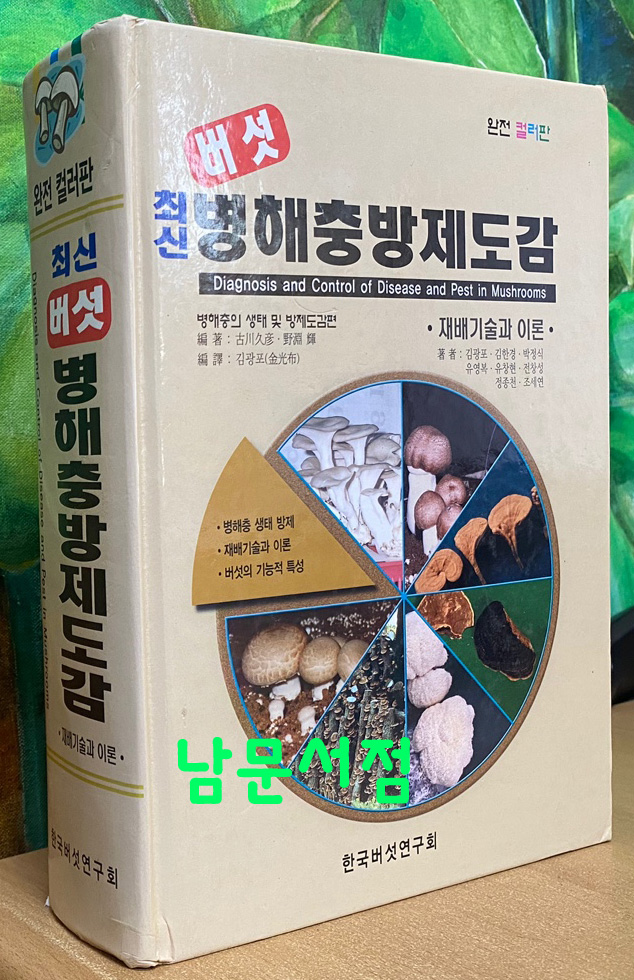 완전 컬러판
최신
버섯
병해충방제도감
Diagnosis and Control of Disease and Pest in Mushrooms
·재배기술과 이론·
한국버섯연구회
완전 컬러판
버섯
최신
병해충방제도감
Diagnosis and Control of Disease and Pest in Mushrooms
병해충의 생태 및 방제도감편
編著 : 古川久彦·野淵 輝
編譯 : 김광포(金光布)
·재배기술과 이론·
著者 : 김광포·김한경·박정식
유영복·유창현·전창성
정종천·조세연
·병해충 생태 방제
·재배기술과 이론
·버섯의 기능적 특성
남문서점
한국버섯연구회